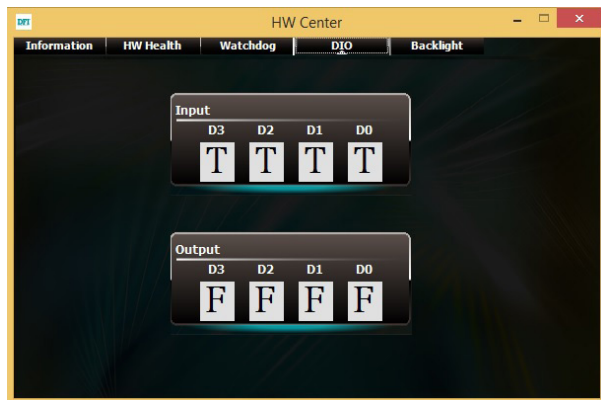 DFI HW Center
Information HW Health Watchdog DIO Backlight
Input
D3 D2 D1 D0
T T T T
Output
D3 D2 D1 D0
F F F F